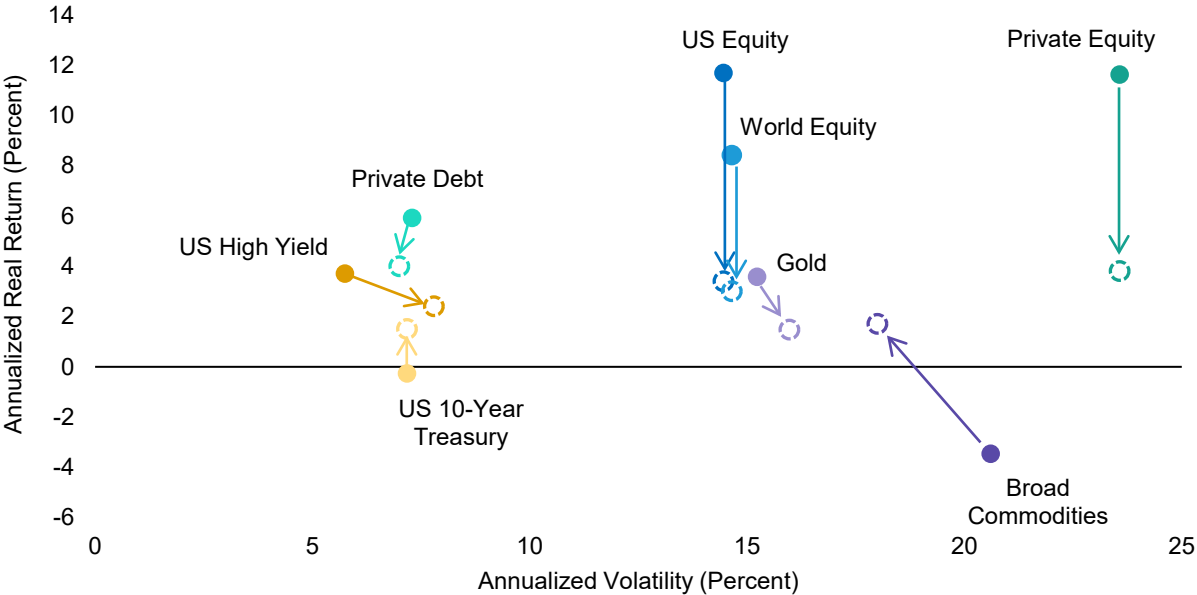 14
12
10
8
6
4
2
0
-2
-4
-6
Annualized Real Return (Percent)
US Equity
Private Equity
World Equity
Private Debt
US High Yield
Gold
US 10-Year
Treasury
Broad
Commodities
0 5 10 15 20 25
Annualized Volatility (Percent)